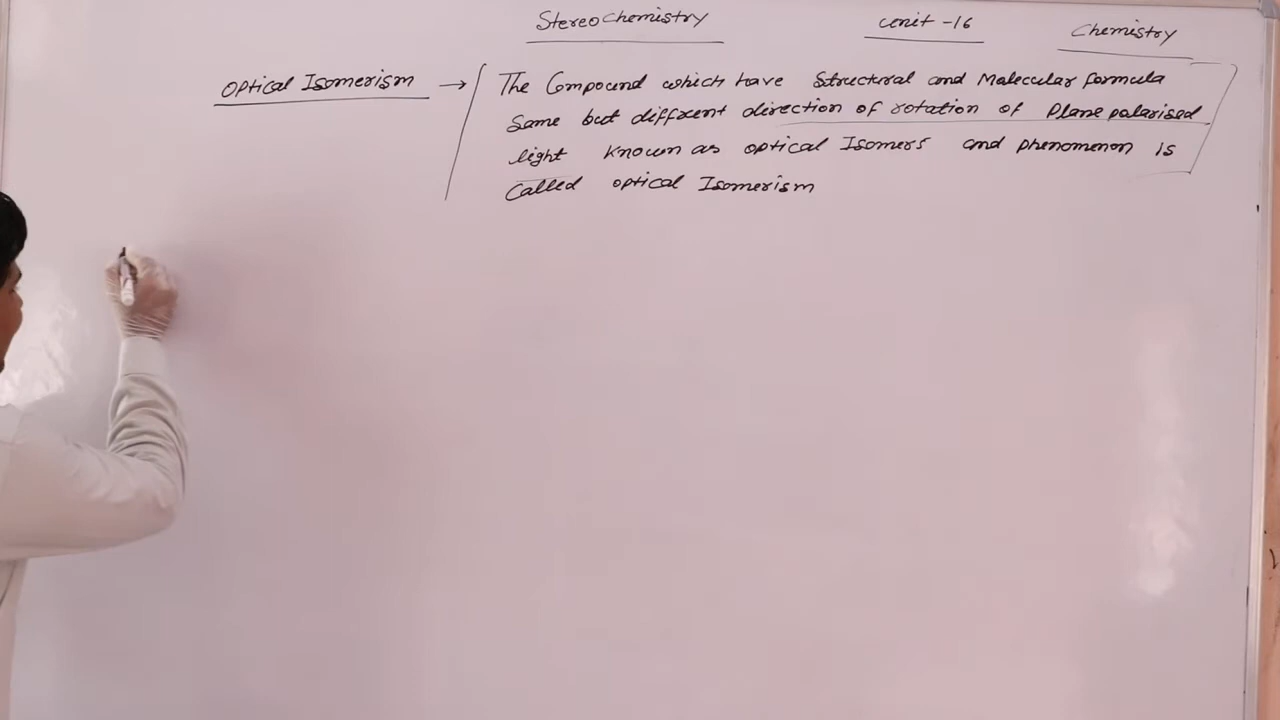 Stereochemistry Unit -16 Chemistry
Optical Isomerism → The Compound which have Structural and Molecular formula
Same but different direction of rotation of Plane polarised
light known as optical Isomers and phenomenon is
Called optical Isomerism